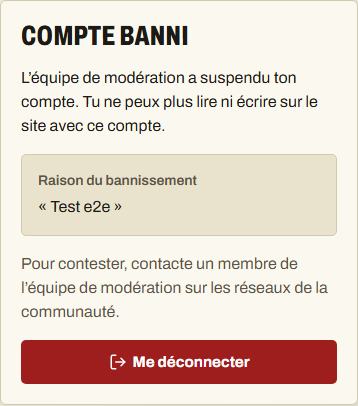 COMPTE BANNI
L'équipe de modération a suspendu ton
compte. Tu ne peux plus lire ni écrire sur le
site avec ce compte.
Raison du bannissement
« Test e2e »
Pour contester, contacte un membre de
l'équipe de modération sur les réseaux de la
communauté.
Me déconnecter